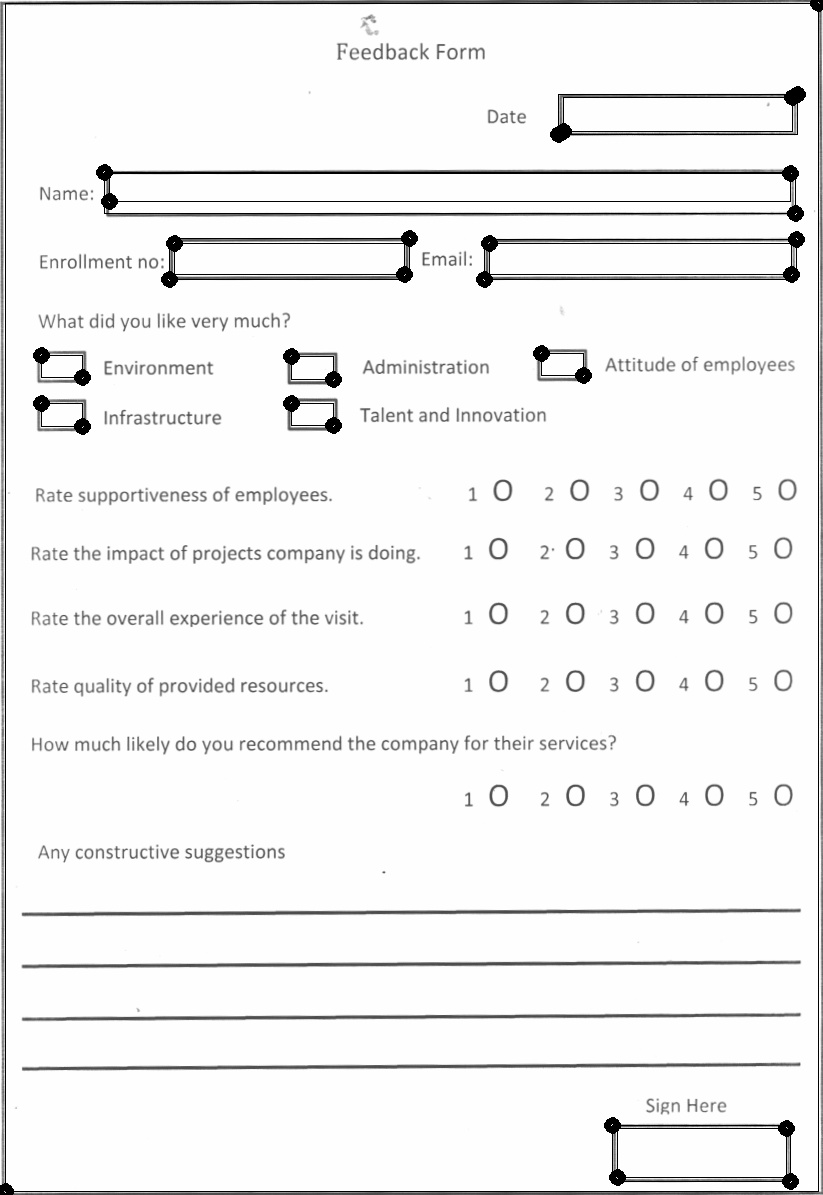 Feedback Form
Date
Name:
Enrollment no: Email:
What did you like very much?
Environment Administration Attitude of employees
Infrastructure Talent and Innovation
Rate supportiveness of employees. 1 O 2 O 3 O 4 O 5 O
Rate the impact of projects company is doing. 1 O 2 O 3 O 4 O 5 O
Rate the overall experience of the visit. 1 O 2 O 3 O 4 O 5 O
Rate quality of provided resources. 1 O 2 O 3 O 4 O 5 O
How much likely do you recommend the company for their services?
1 O 2 O 3 O 4 O 5 O
Any constructive suggestions
Sign Here